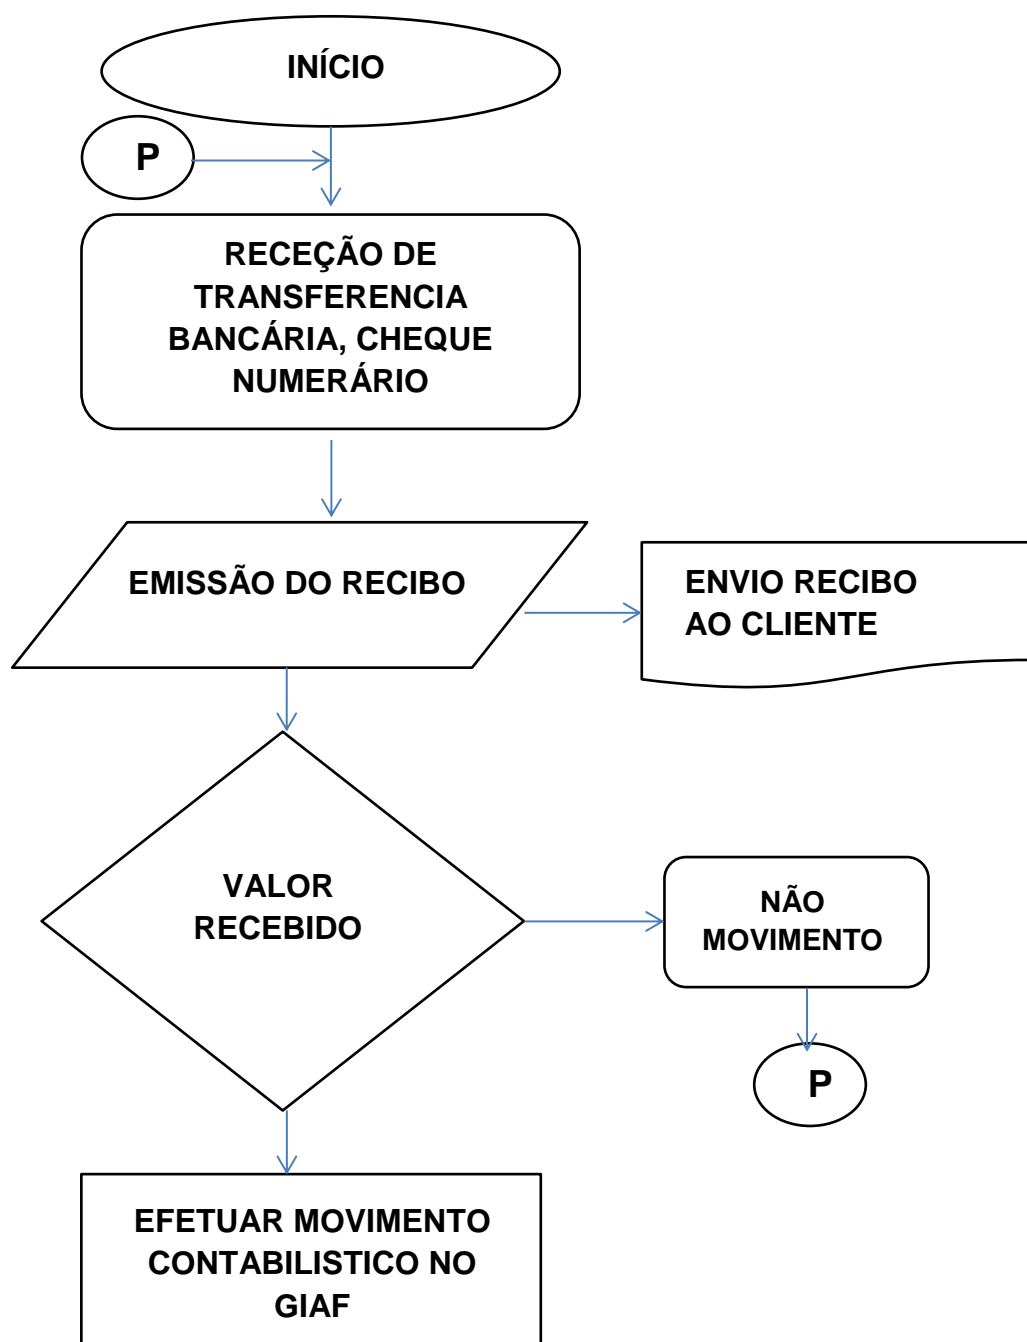 INÍCIO
P
RECEÇÃO DE
TRANSFERENCIA
BANCÁRIA, CHEQUE
NUMERÁRIO
EMISSÃO DO RECIBO
ENVIO RECIBO
AO CLIENTE
VALOR
RECEBIDO
NÃO
MOVIMENTO
P
EFETUAR MOVIMENTO
CONTABILISTICO NO
GIAF